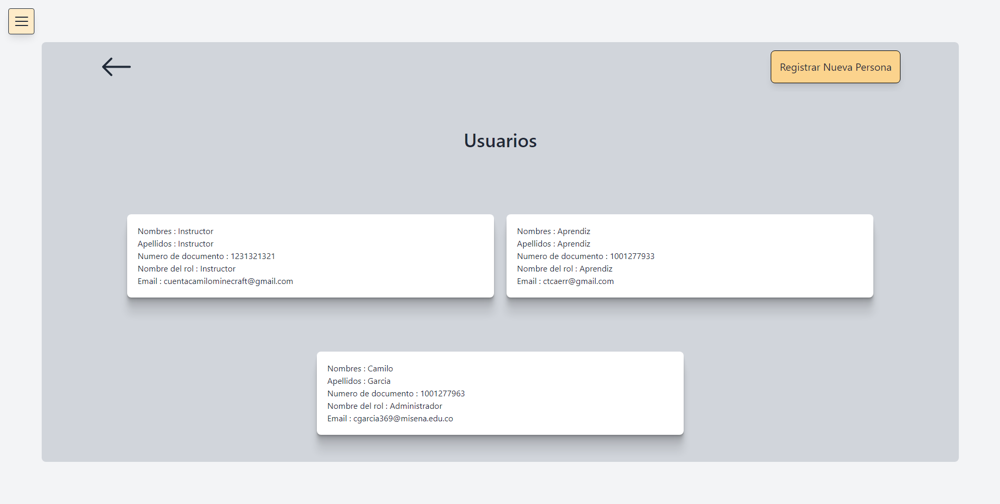 Registrar Nueva Persona
Usuarios
Nombres : Instructor
Apellidos : Instructor
Numero de documento : 1231321321
Nombre del rol : Instructor
Email : cuentacamilominecraft@gmail.com
Nombres : Aprendiz
Apellidos : Aprendiz
Numero de documento : 1001277933
Nombre del rol : Aprendiz
Email : ctcaerr@gmail.com
Nombres : Camilo
Apellidos : Garcia
Numero de documento : 1001277963
Nombre del rol : Administrador
Email : cgarcia369@misena.edu.co